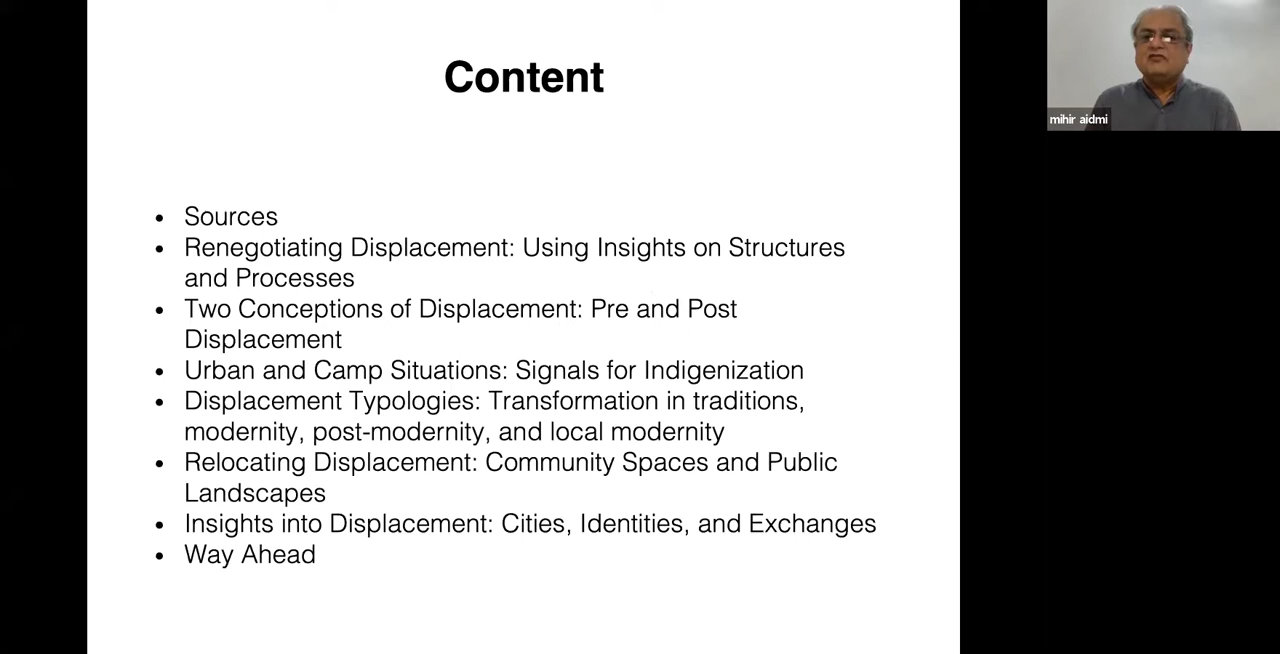 Content
• Sources
• Renegotiating Displacement: Using Insights on Structures
and Processes
• Two Conceptions of Displacement: Pre and Post
Displacement
• Urban and Camp Situations: Signals for Indigenization
• Displacement Typologies: Transformation in traditions,
modernity, post-modernity, and local modernity
• Relocating Displacement: Community Spaces and Public
Landscapes
• Insights into Displacement: Cities, Identities, and Exchanges
• Way Ahead
mihir aidmi